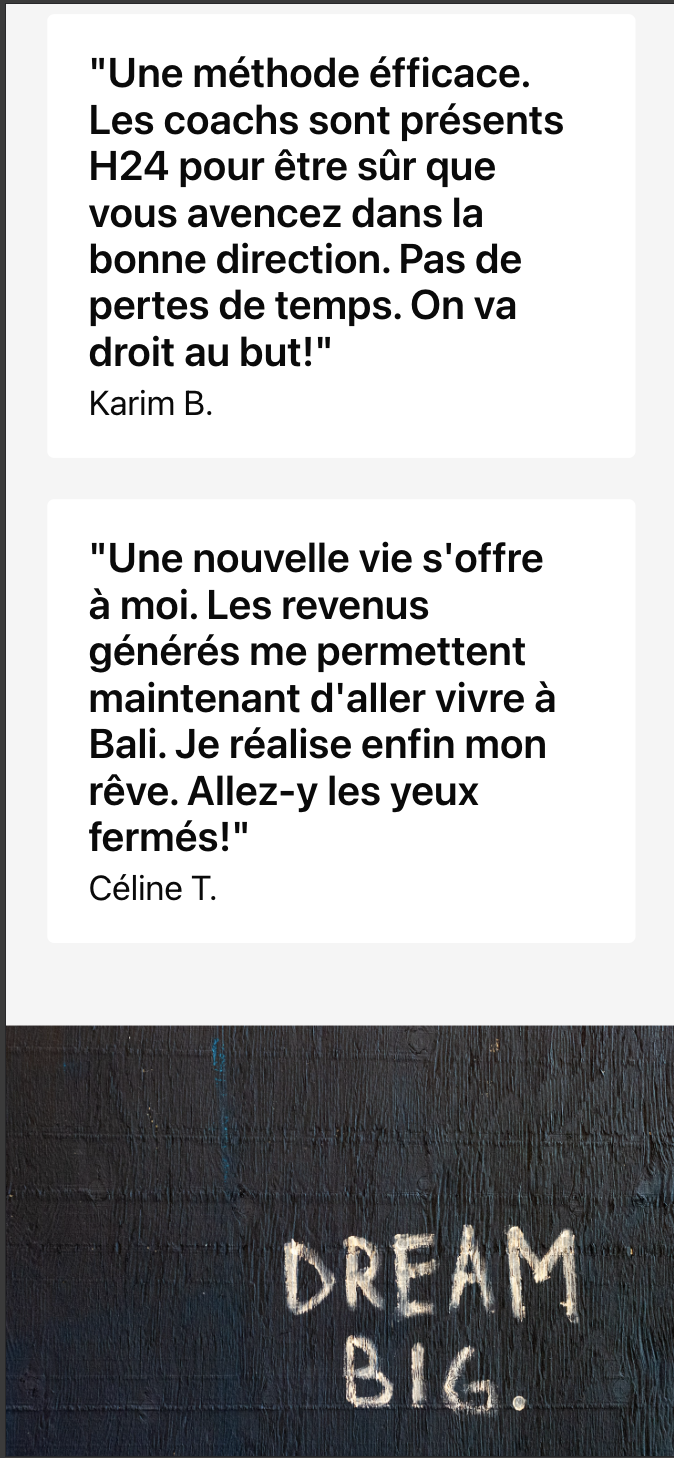 "Une méthode éfficace.
Les coachs sont présents
H24 pour être sûr que
vous avencez dans la
bonne direction. Pas de
pertes de temps. On va
droit au but!"
Karim B.
"Une nouvelle vie s'offre
à moi. Les revenus
générés me permettent
maintenant d'aller vivre à
Bali. Je réalise enfin mon
rêve. Allez-y les yeux
fermés!"
Céline T.
DREAM
BIG.